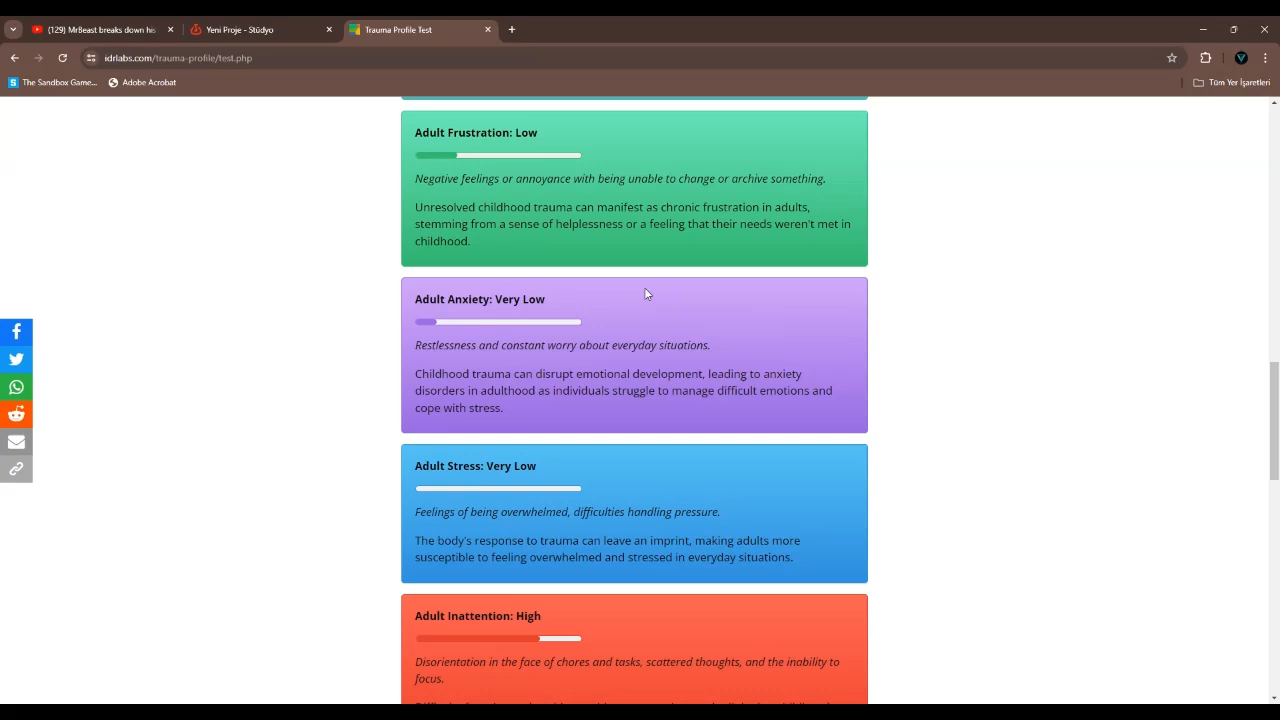 (129) MrBeast breaks down his
Yeni Proje - Stüdyo
Trauma Profile Test
idrlabs.com/trauma-profile/test.php
The Sandbox Game...
Adobe Acrobat
Tüm Yer İşaretleri
Adult Frustration: Low
Negative feelings or annoyance with being unable to change or archive something.
Unresolved childhood trauma can manifest as chronic frustration in adults,
stemming from a sense of helplessness or a feeling that their needs weren't met in
childhood.
Adult Anxiety: Very Low
Restlessness and constant worry about everyday situations.
Childhood trauma can disrupt emotional development, leading to anxiety
disorders in adulthood as individuals struggle to manage difficult emotions and
cope with stress.
Adult Stress: Very Low
Feelings of being overwhelmed, difficulties handling pressure.
The body's response to trauma can leave an imprint, making adults more
susceptible to feeling overwhelmed and stressed in everyday situations.
Adult Inattention: High
Disorientation in the face of chores and tasks, scattered thoughts, and the inability to
focus.